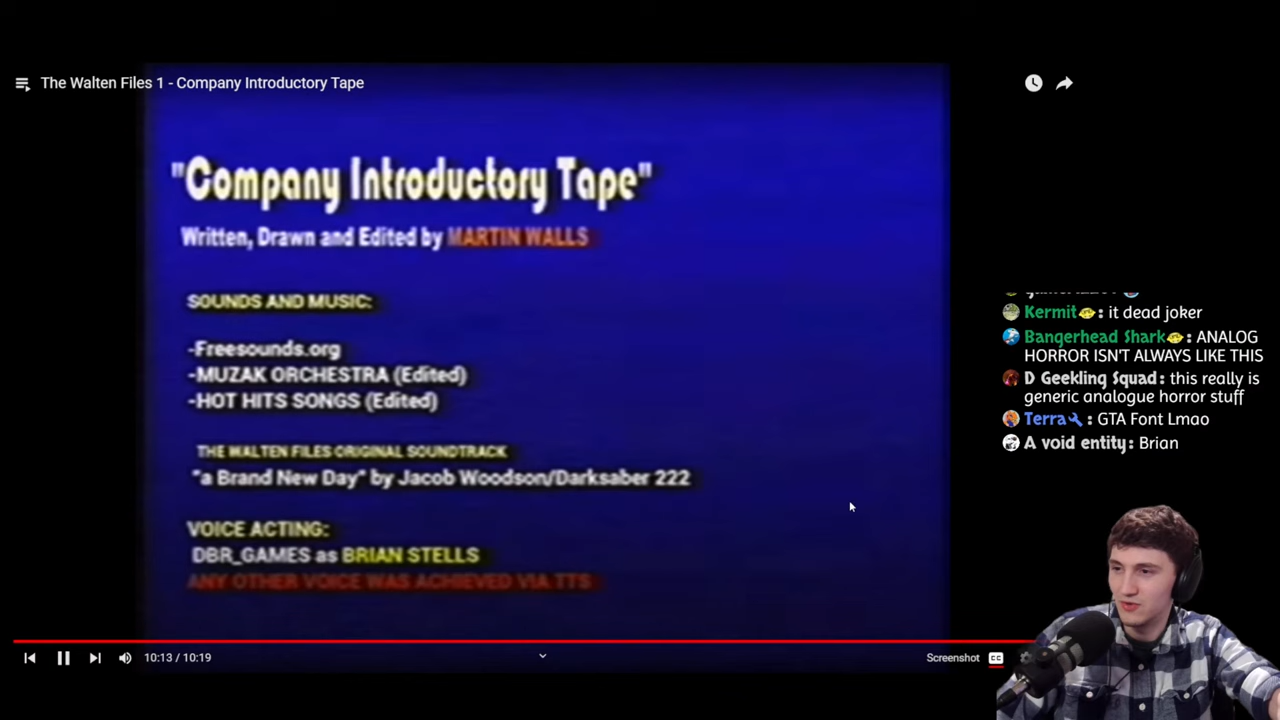 The Walten Files 1 - Company Introductory Tape
"Company Introductory Tape"
Written, Drawn and Edited by MARTIN WALLS
SOUNDS AND MUSIC:
-Freesounds.org
-MUZAK ORCHESTRA (Edited)
-HOT HITS SONGS (Edited)
THE WALTEN FILES ORIGINAL SOUNDTRACK
"a Brand New Day" by Jacob Woodson/Darksaber 222
VOICE ACTING:
DBR_GAMES as BRIAN STELLS
ANY OTHER VOICE WAS ACHIEVED VIA TTS
Kermit: it dead joker
Bangerhead Shark: ANALOG
HORROR ISN'T ALWAYS LIKE THIS
D Geekling Squad: this really is
generic analogue horror stuff
Terra: GTA Font Lmao
A void entity: Brian
10:13 / 10:19
Screenshot
CC